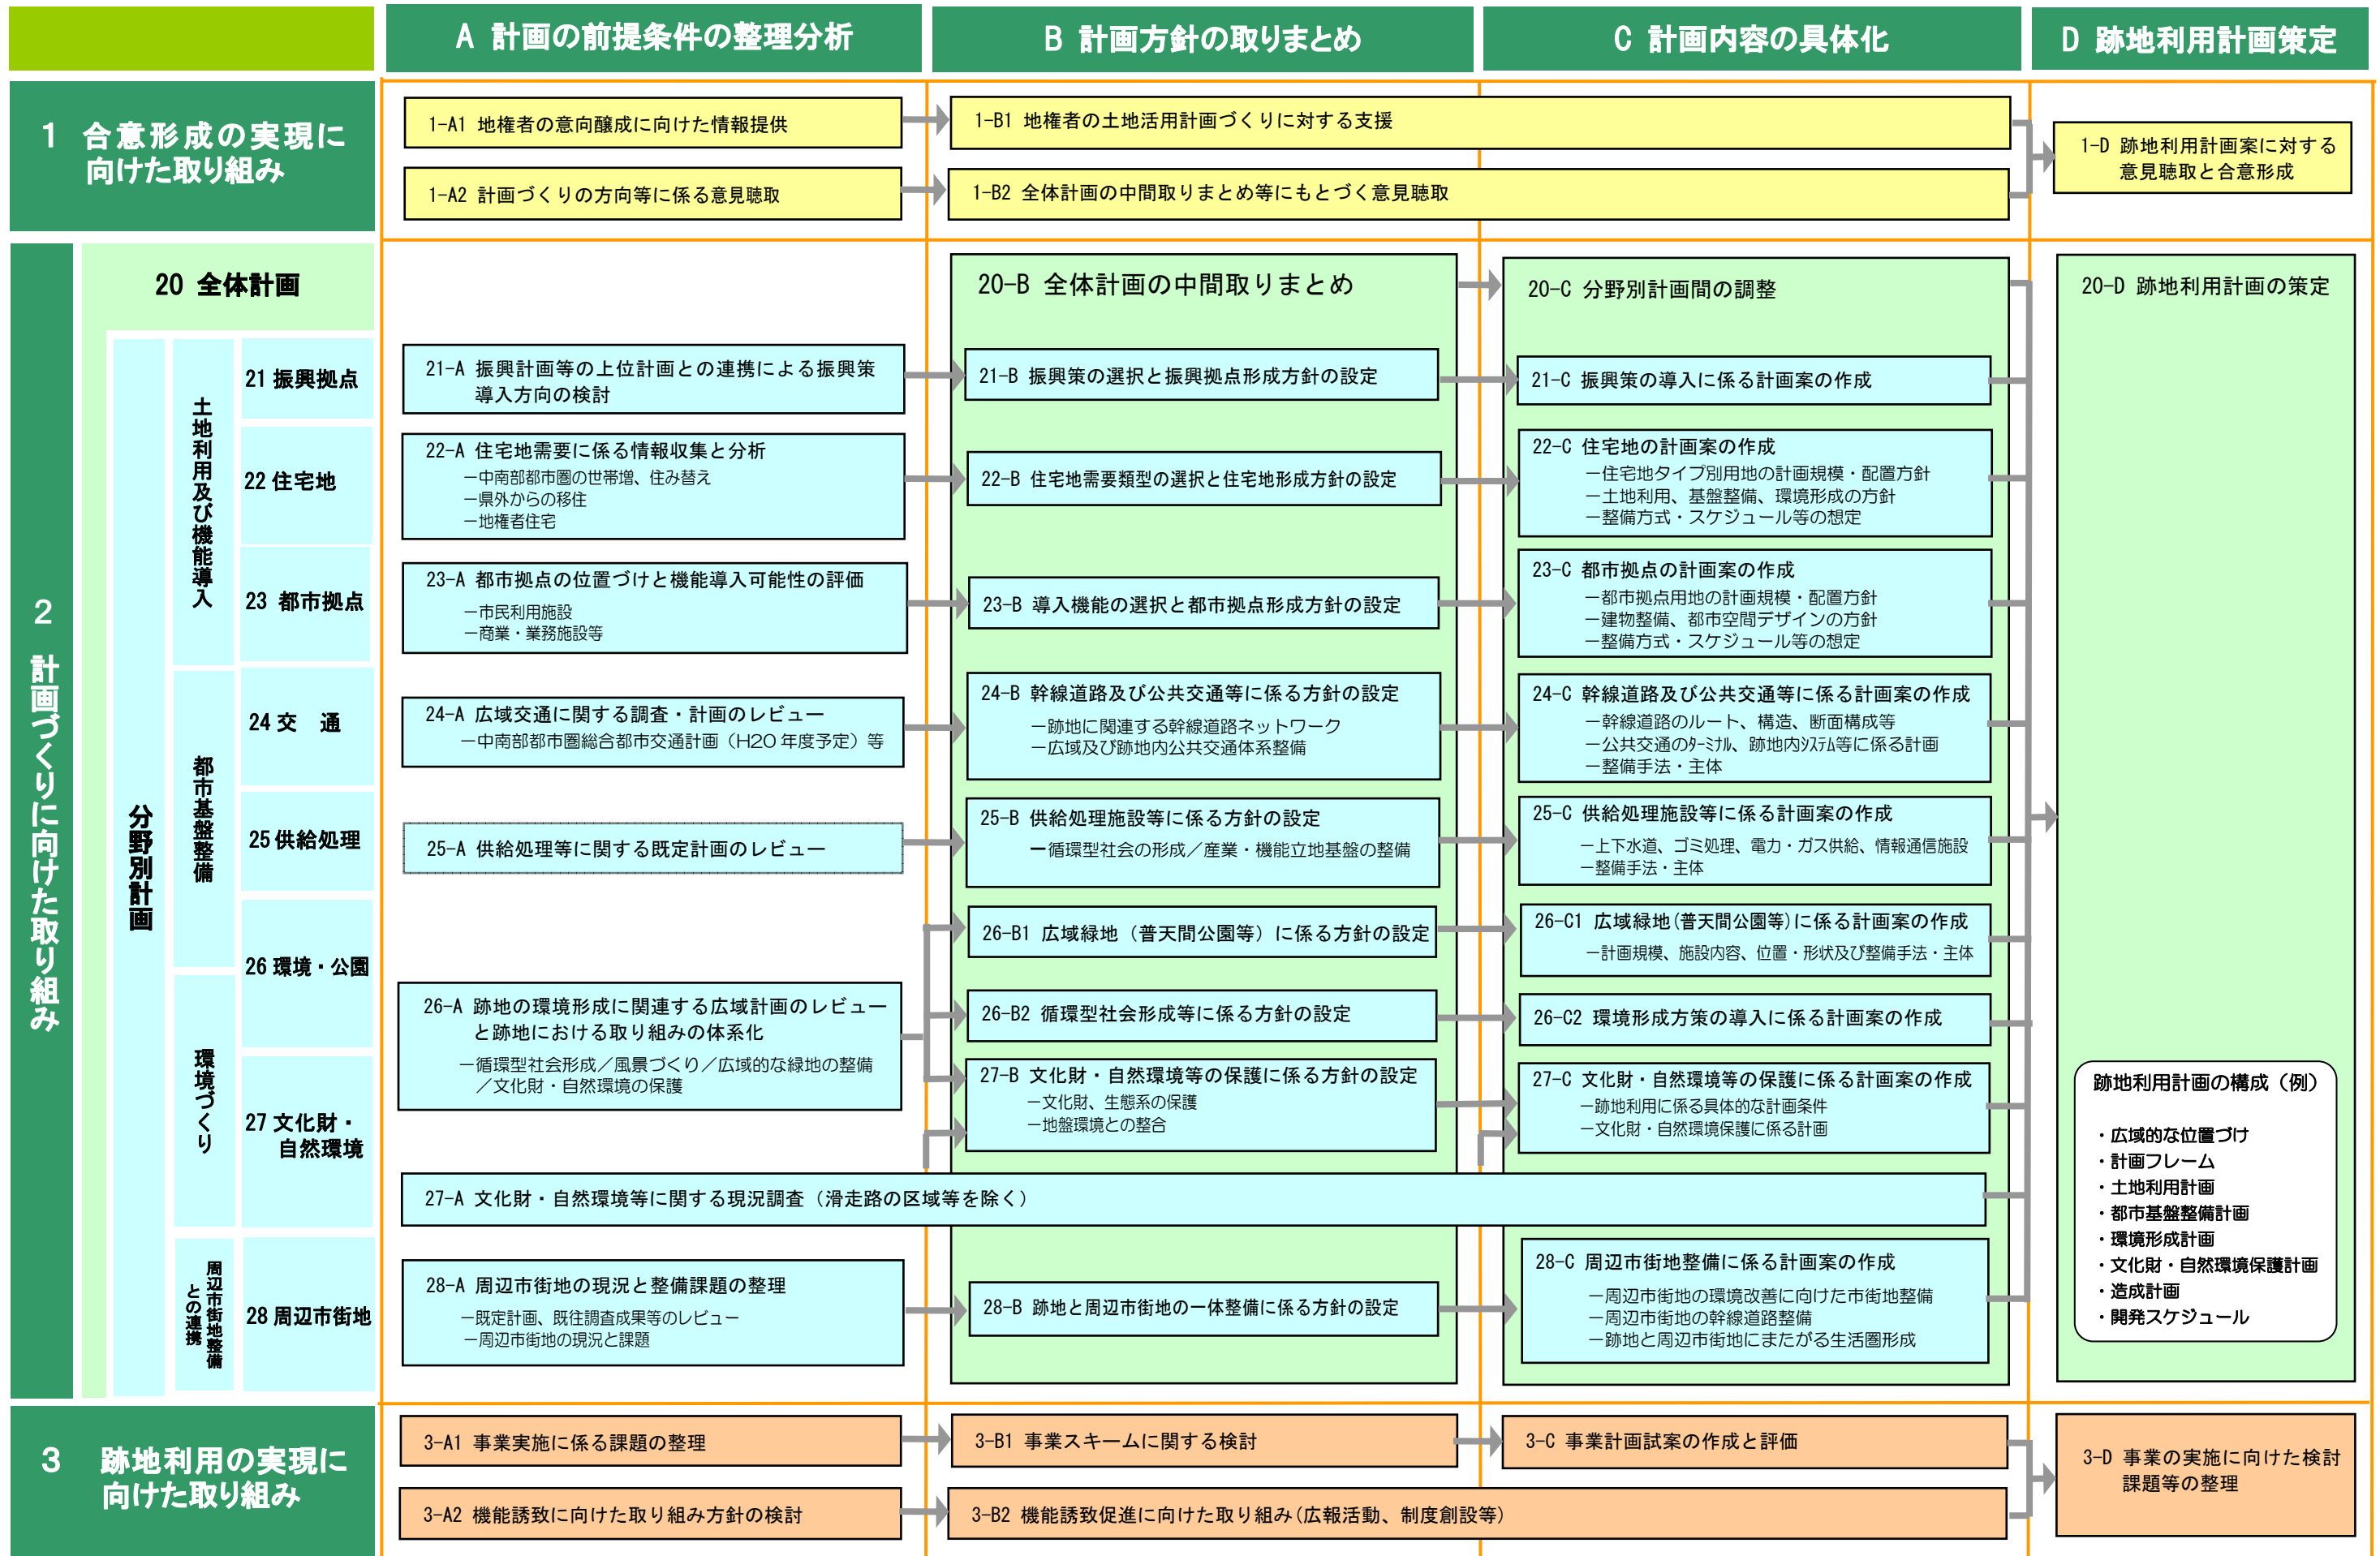 A 計画の前提条件の整理分析
B 計画方針の取りまとめ
C 計画内容の具体化
D 跡地利用計画策定
1 合意形成の実現に
向けた取り組み
1-A1 地権者の意向醸成に向けた情報提供
1-B1 地権者の土地活用計画づくりに対する支援
1-A2 計画づくりの方向等に係る意見聴取
1-B2 全体計画の中間取りまとめ等にもとづく意見聴取
1-D 跡地利用計画案に対する
意見聴取と合意形成
2 計画づくりに向けた取り組み
20 全体計画
20-B 全体計画の中間取りまとめ
20-C 分野別計画間の調整
20-D 跡地利用計画の策定
分野別計画
土地利用及び機能導入
21 振興拠点
21-A 振興計画等の上位計画との連携による振興策
導入方向の検討
21-B 振興策の選択と振興拠点形成方針の設定
21-C 振興策の導入に係る計画案の作成
22 住宅地
22-A 住宅地需要に係る情報収集と分析
－中南部都市圏の世帯増、住み替え
－県外からの移住
－地権者住宅
22-B 住宅地需要類型の選択と住宅地形成方針の設定
22-C 住宅地の計画案の作成
－住宅地タイプ別用地の計画規模・配置方針
－土地利用、基盤整備、環境形成の方針
－整備方式・スケジュール等の想定
23 都市拠点
23-A 都市拠点の位置づけと機能導入可能性の評価
－市民利用施設
－商業・業務施設等
23-B 導入機能の選択と都市拠点形成方針の設定
23-C 都市拠点の計画案の作成
－都市拠点用地の計画規模・配置方針
－建物整備、都市空間デザインの方針
－整備方式・スケジュール等の想定
都市基盤整備
24 交　通
24-A 広域交通に関する調査・計画のレビュー
－中南部都市圏総合都市交通計画（H20 年度予定）等
24-B 幹線道路及び公共交通等に係る方針の設定
－跡地に関連する幹線道路ネットワーク
－広域及び跡地内公共交通体系整備
24-C 幹線道路及び公共交通等に係る計画案の作成
－幹線道路のルート、構造、断面構成等
－公共交通のﾀｰﾐﾅﾙ、跡地内ｼｽﾃﾑ等に係る計画
－整備手法・主体
25 供給処理
25-A 供給処理等に関する既定計画のレビュー
25-B 供給処理施設等に係る方針の設定
－循環型社会の形成／産業・機能立地基盤の整備
25-C 供給処理施設等に係る計画案の作成
－上下水道、ゴミ処理、電力・ガス供給、情報通信施設
－整備手法・主体
26 環境・公園
環境づくり
26-A 跡地の環境形成に関連する広域計画のレビュー
と跡地における取り組みの体系化
－循環型社会形成／風景づくり／広域的な緑地の整備
／文化財・自然環境の保護
26-B1 広域緑地（普天間公園等）に係る方針の設定
26-C1 広域緑地(普天間公園等)に係る計画案の作成
－計画規模、施設内容、位置・形状及び整備手法・主体
26-B2 循環型社会形成等に係る方針の設定
26-C2 環境形成方策の導入に係る計画案の作成
27 文化財・
自然環境
27-B 文化財・自然環境等の保護に係る方針の設定
－文化財、生態系の保護
－地盤環境との整合
27-C 文化財・自然環境等の保護に係る計画案の作成
－跡地利用に係る具体的な計画条件
－文化財・自然環境保護に係る計画
27-A 文化財・自然環境等に関する現況調査（滑走路の区域等を除く）
周辺市街地整備
との連携
28 周辺市街地
28-A 周辺市街地の現況と整備課題の整理
－既定計画、既往調査成果等のレビュー
－周辺市街地の現況と課題
28-B 跡地と周辺市街地の一体整備に係る方針の設定
28-C 周辺市街地整備に係る計画案の作成
－周辺市街地の環境改善に向けた市街地整備
－周辺市街地の幹線道路整備
－跡地と周辺市街地にまたがる生活圏形成
跡地利用計画の構成（例）
・広域的な位置づけ
・計画フレーム
・土地利用計画
・都市基盤整備計画
・環境形成計画
・文化財・自然環境保護計画
・造成計画
・開発スケジュール
3 跡地利用の実現に
向けた取り組み
3-A1 事業実施に係る課題の整理
3-B1 事業スキームに関する検討
3-C 事業計画試案の作成と評価
3-A2 機能誘致に向けた取り組み方針の検討
3-B2 機能誘致促進に向けた取り組み(広報活動、制度創設等)
3-D 事業の実施に向けた検討
課題等の整理